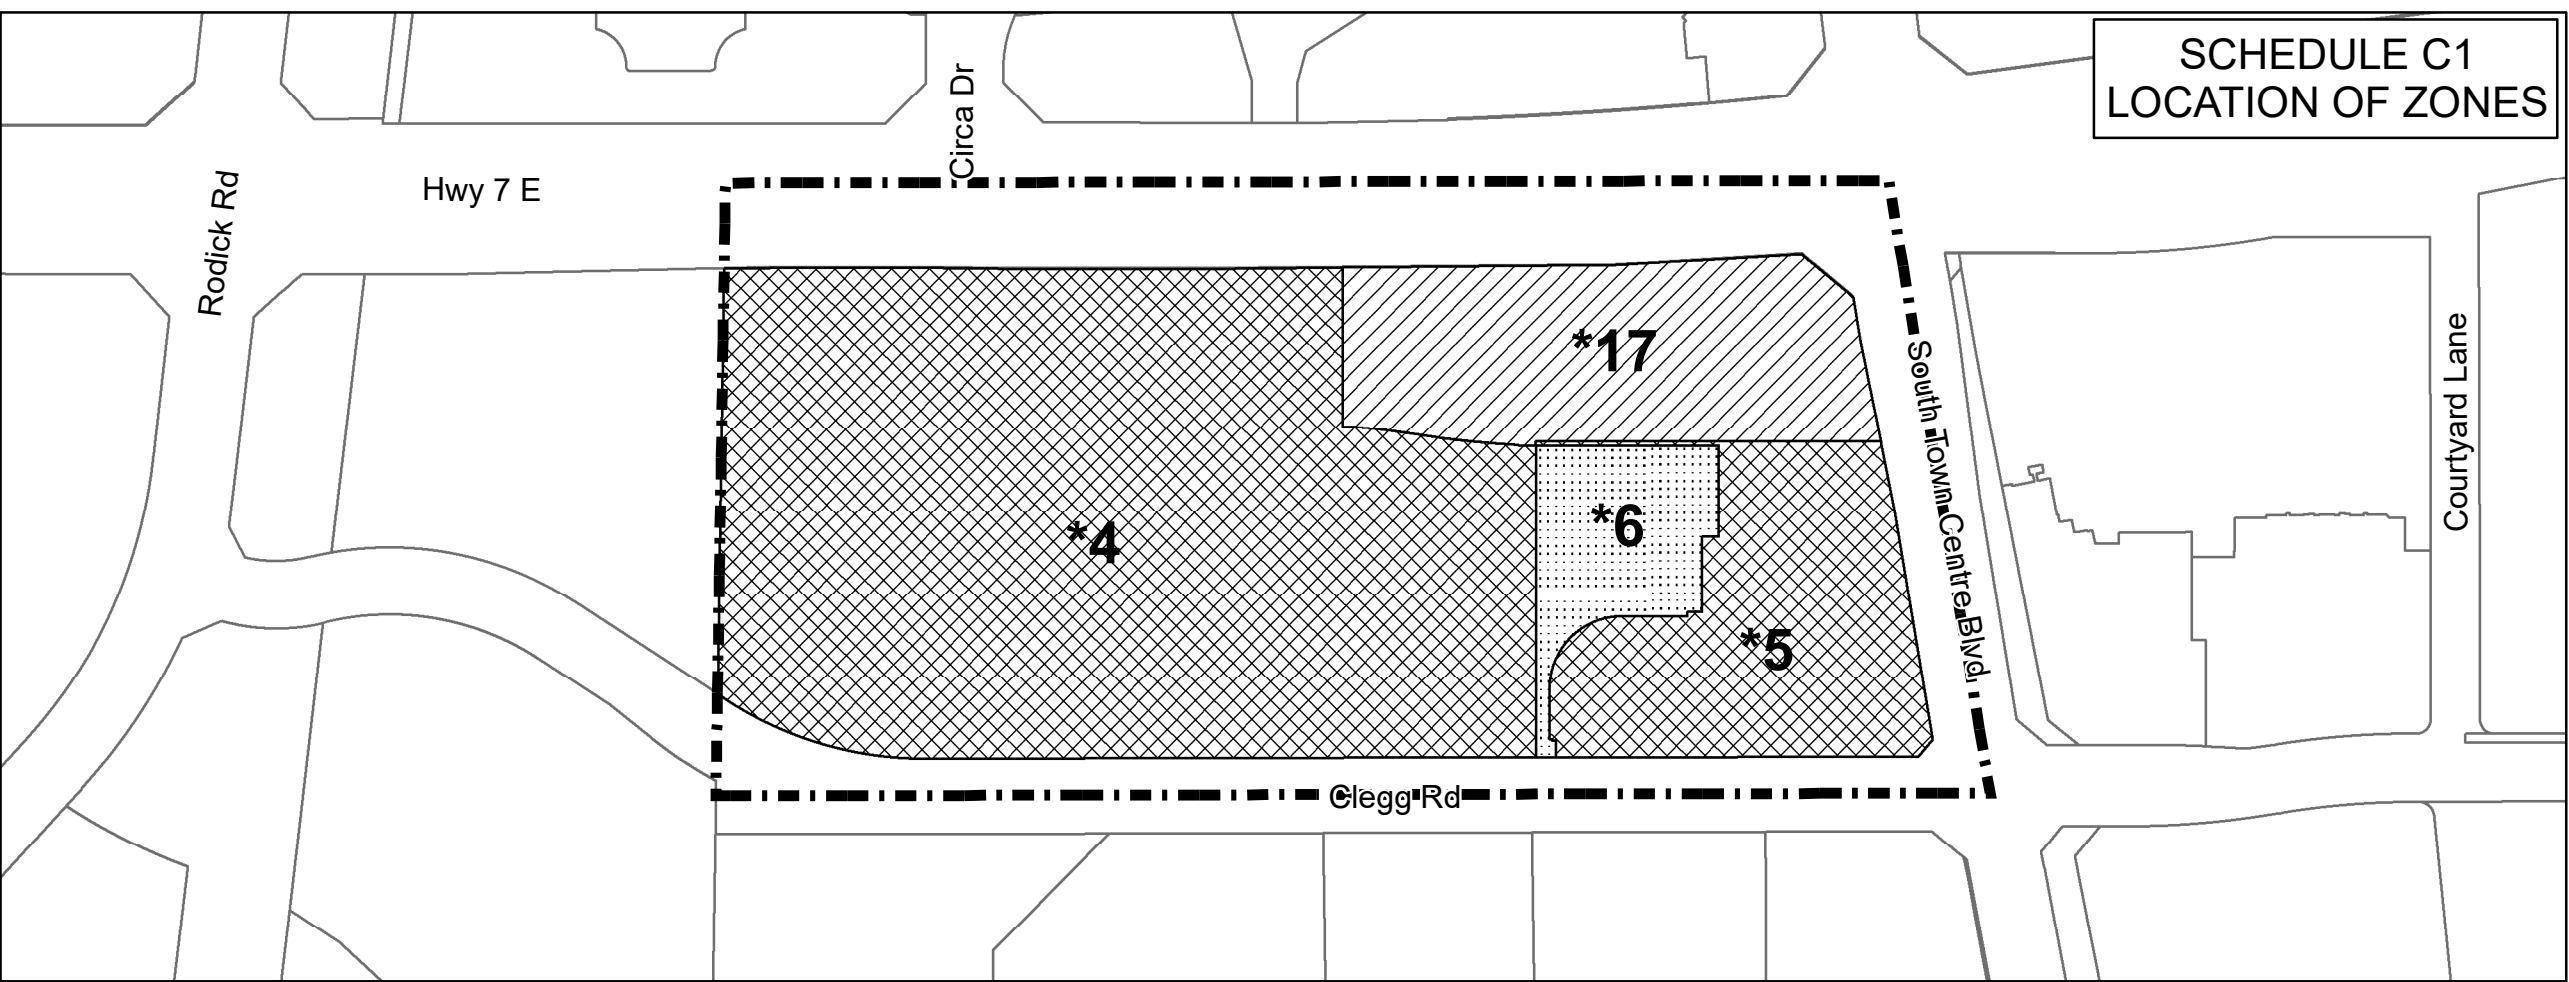 SCHEDULE C1
LOCATION OF ZONES
Circa Dr
Hwy 7 E
Rodick Rd
*17
South Town Centre Blvd
Courtyard Lane
*4
*6
*5
Clegg Rd